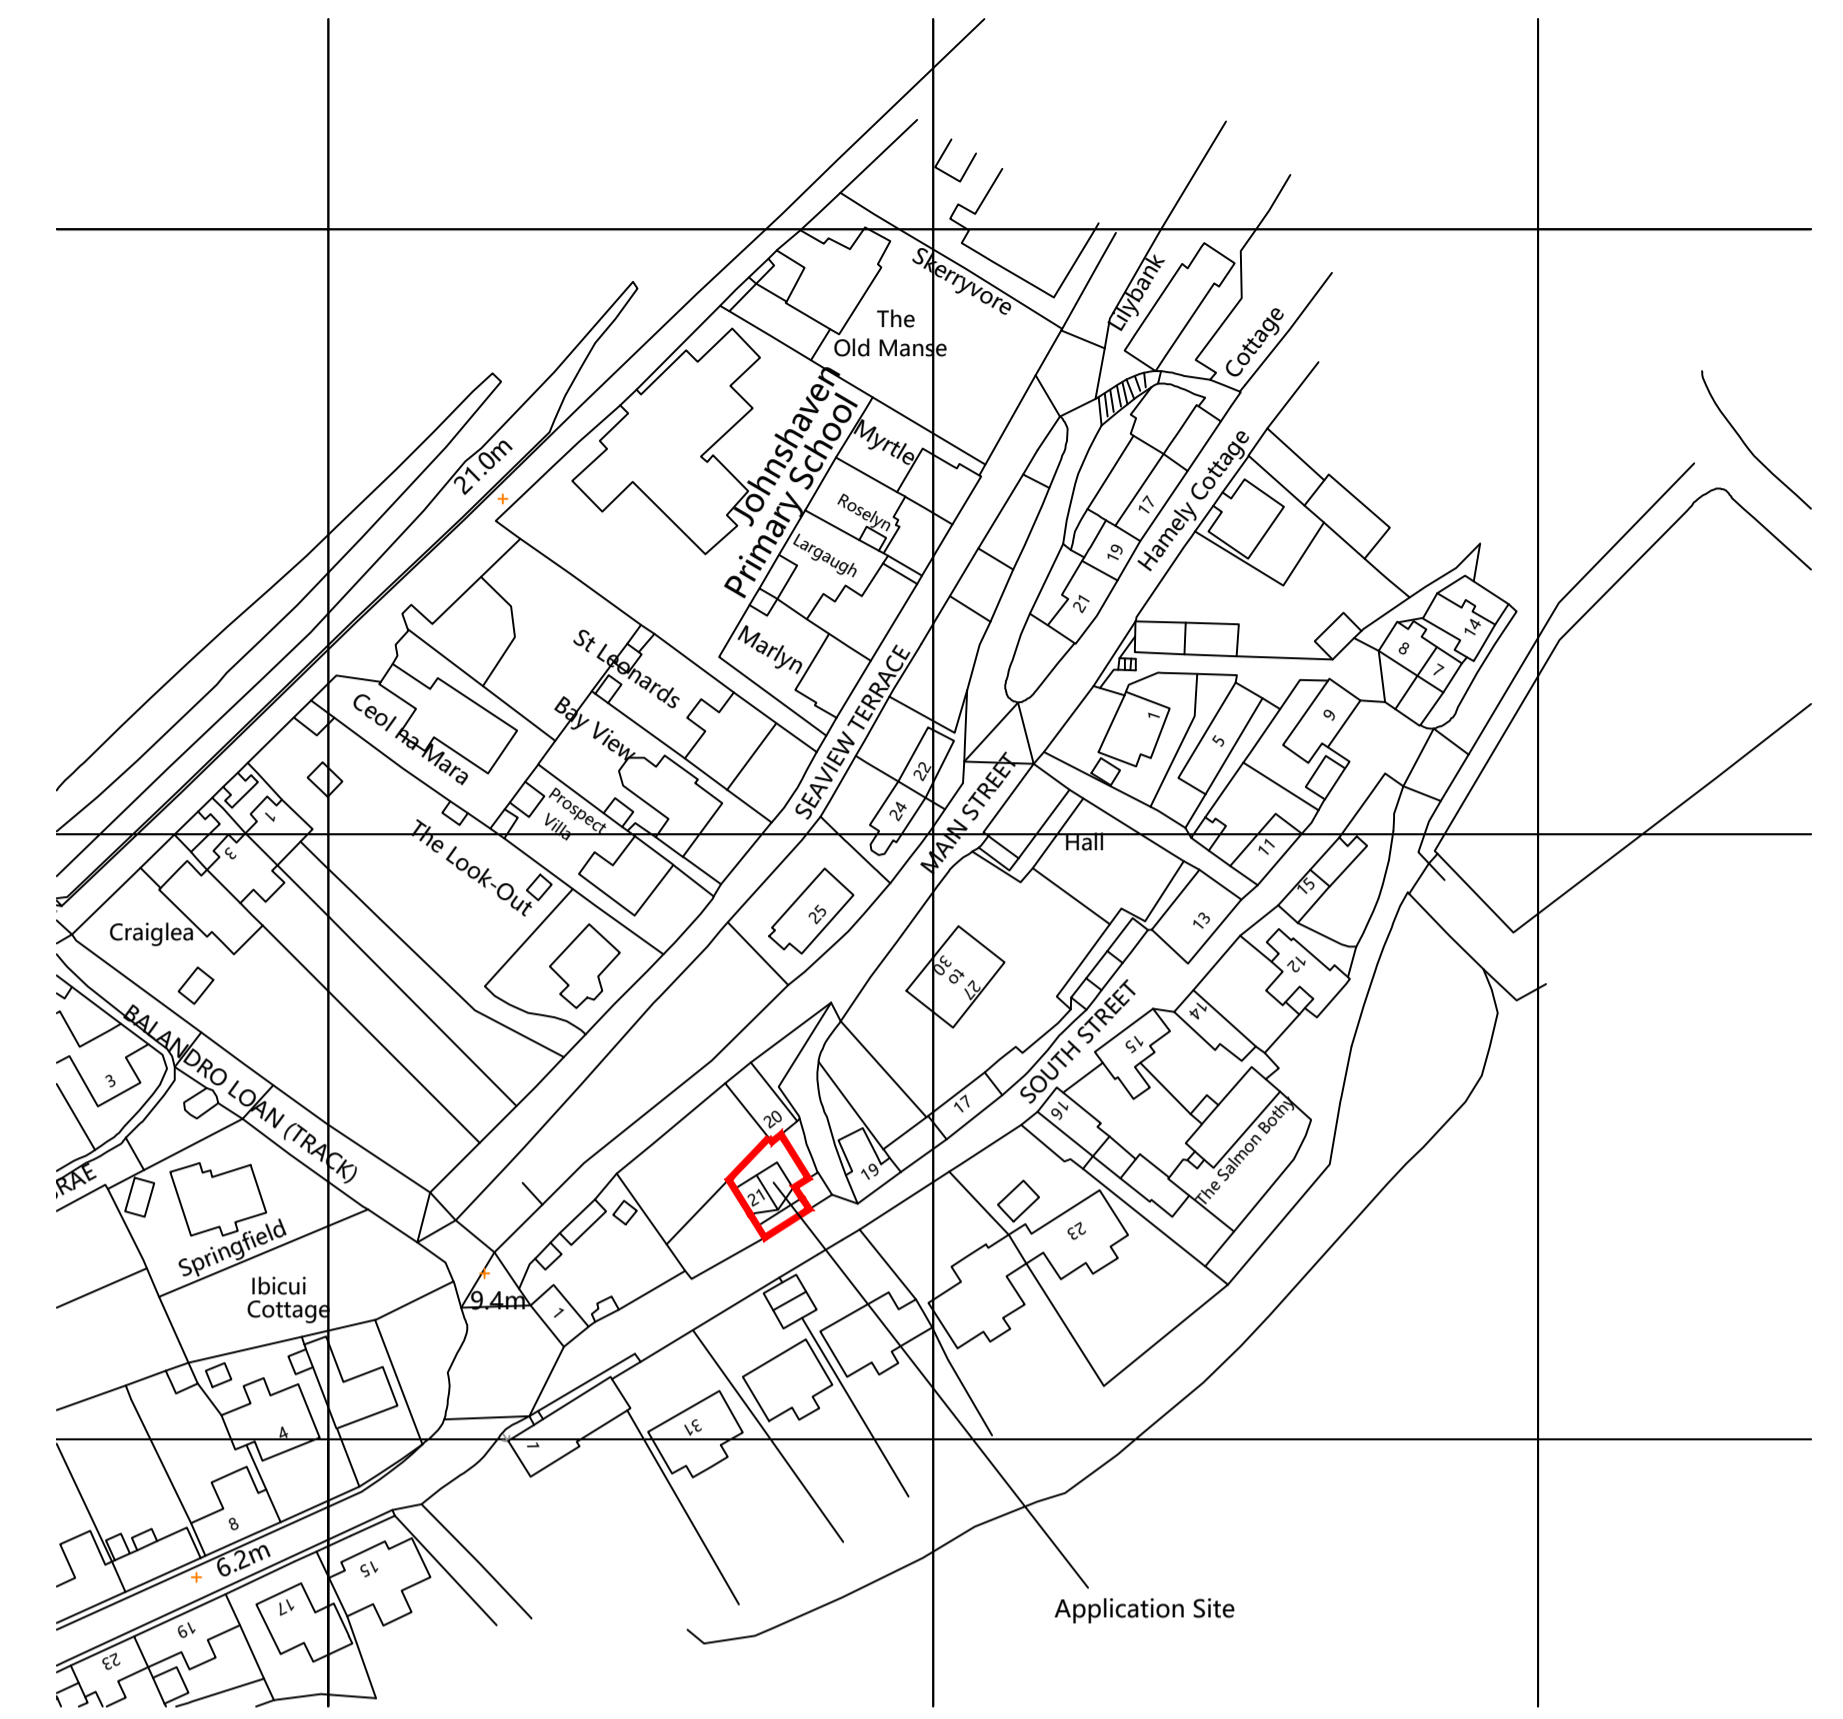 Skerryvore
Lilybank
Cottage
The
Old Manse
Johnshaven
Primary School
Myrtle
Roselyn
Largaugh
Marlyn
21.0m
17
19
21
Hamely Cottage
14
8
7
St Leonards
Bay View
Ceol na Mara
SEAVIEW TERRACE
1
5
9
22
24
MAIN STREET
Prospect
Villa
The Look-Out
1
3
Hall
11
15
25
13
Craiglea
30
to
27
12
14
BALANDRO LOAN (TRACK)
3
SOUTH STREET
15
16
17
20
The Salmon Bothy
19
21
RAE
Springfield
23
Ibicui
Cottage
9.4m
1
31
7
4
8
6.2m
15
17
19
23
Application Site